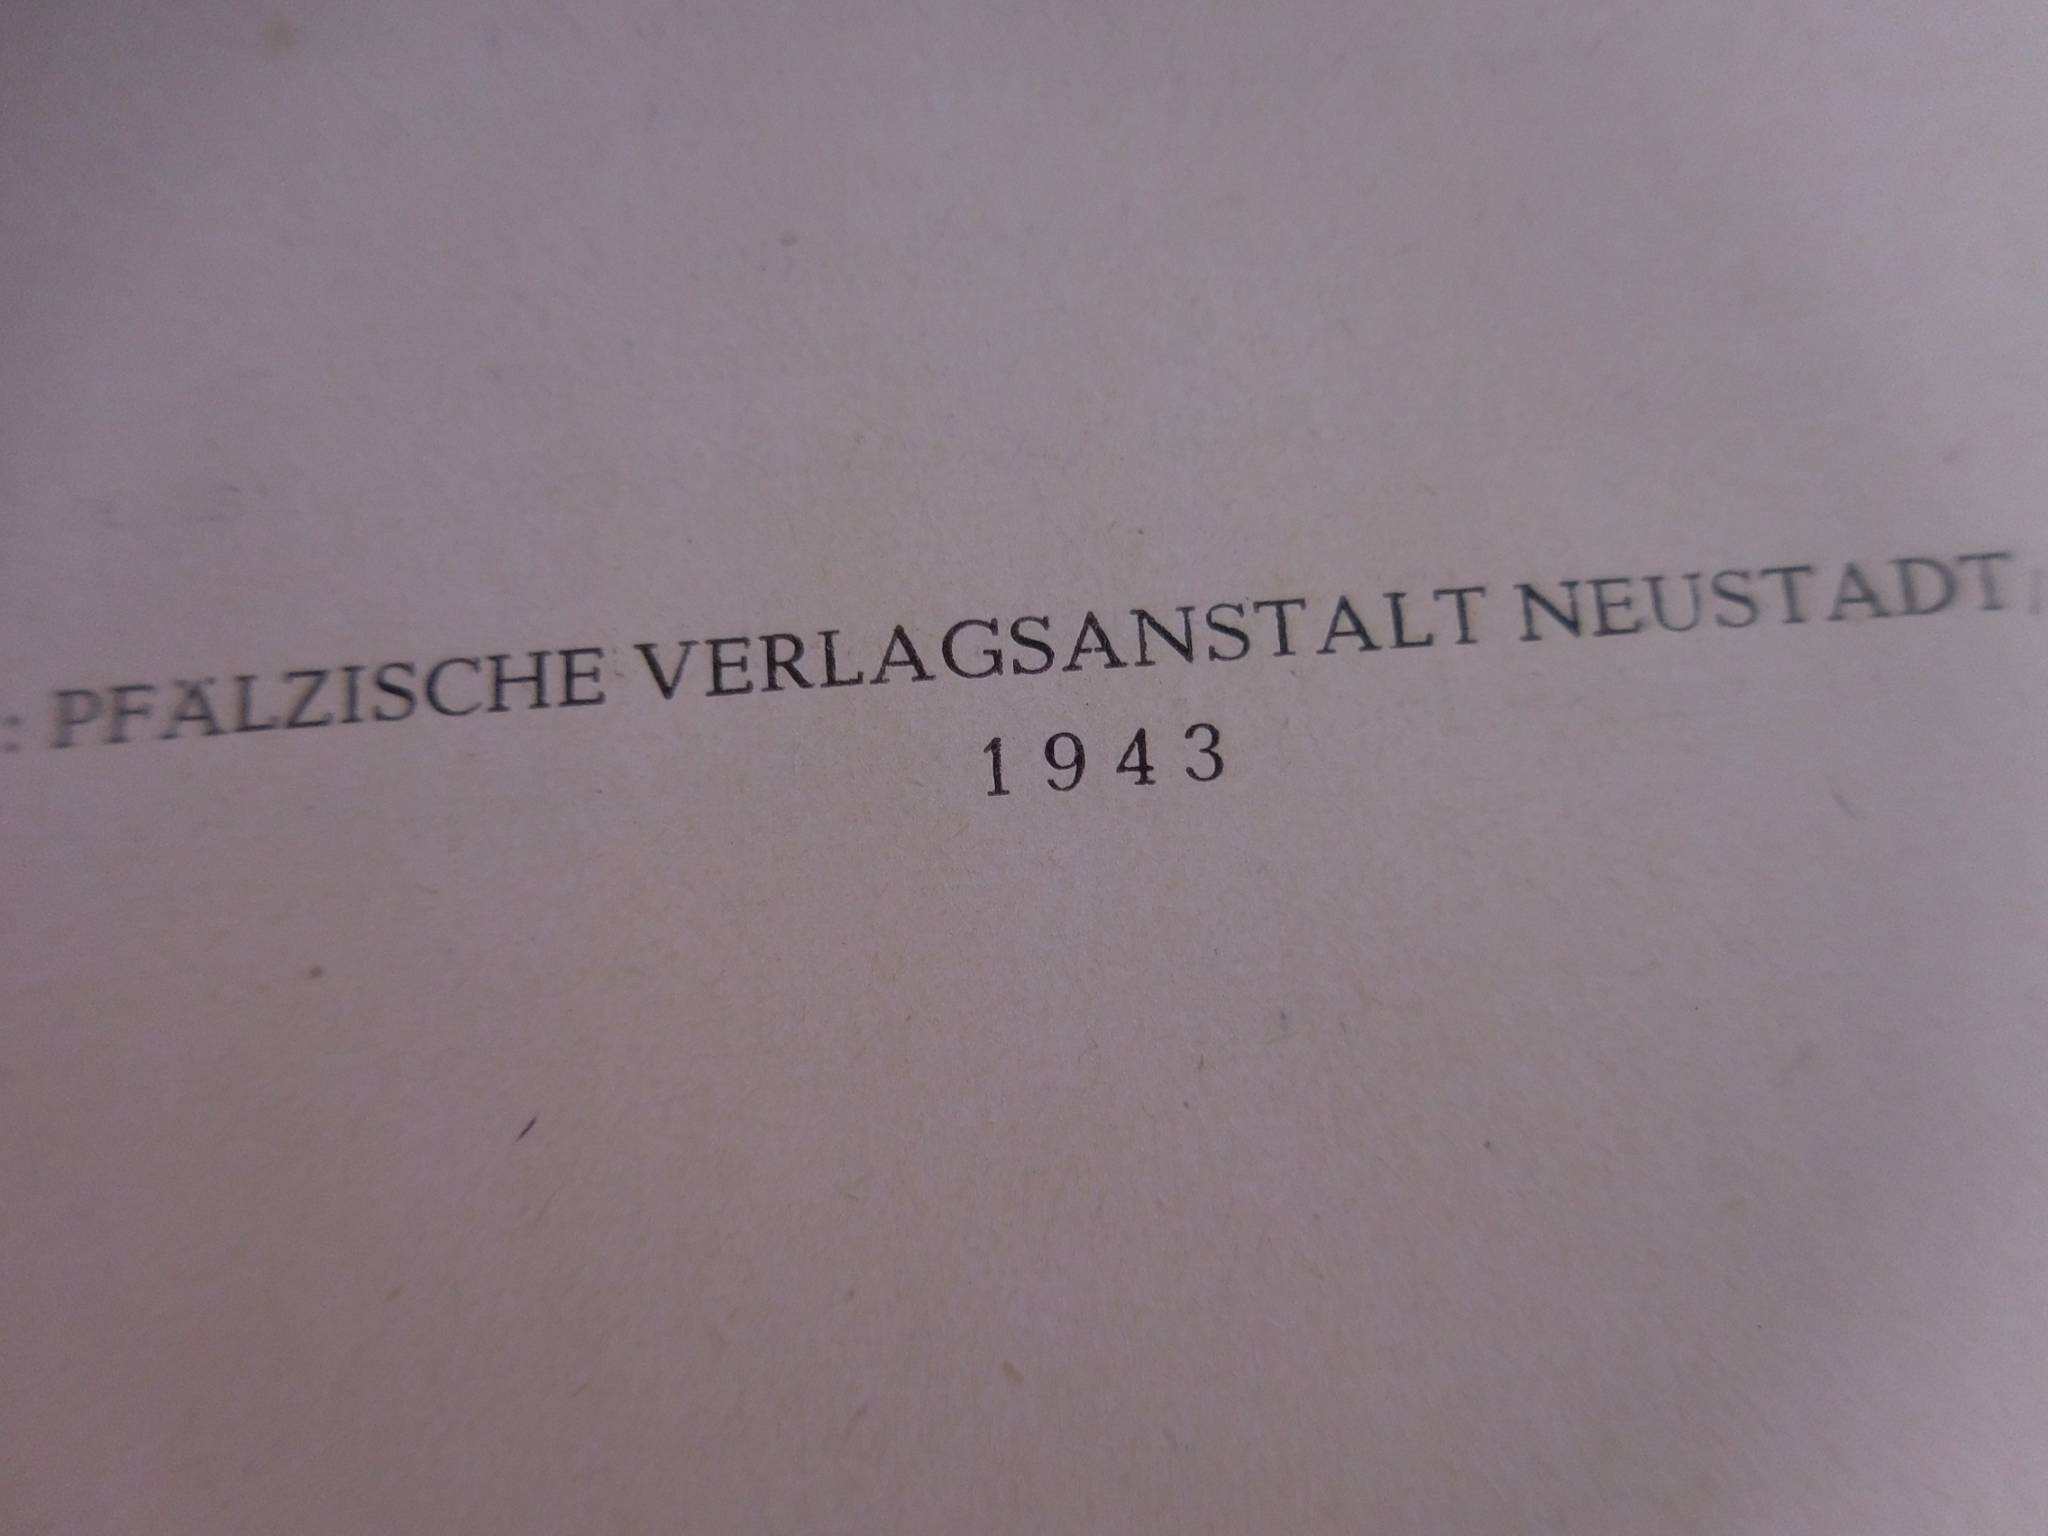 : PFÄLZISCHE VERLAGSANSTALT NEUSTADT
1943